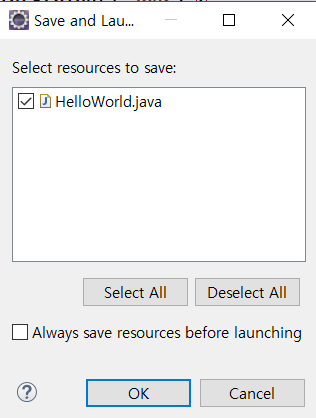 Save and Lau...
Select resources to save:
HelloWorld.java
Select All
Deselect All
Always save resources before launching
OK
Cancel